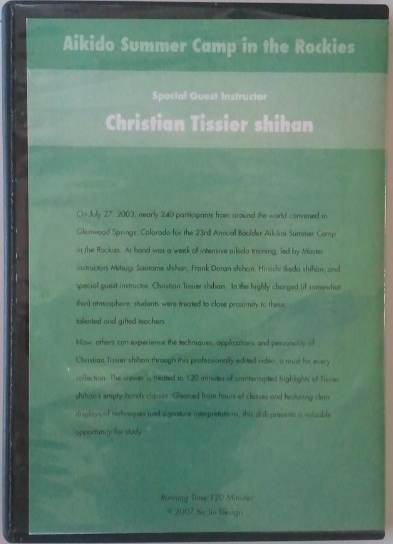 Aikido Summer Camp in the Rockies
Special Guest Instructor
Christian Tissier shihan
On July 27, 2003, nearly 240 participants from around the world convened in
Glenwood Springs, Colorado for the 23rd Annual Boulder Aikikai Summer Camp
in the Rockies. At hand was a week of intensive aikido training, led by Master
instructors Mitsugi Saotome shihan, Frank Doran shihan, Hiroshi Ikeda shihan, and
special guest instructor, Christian Tissier shihan. In the highly charged (if somewhat
thin) atmosphere, students were treated to close proximity to these
talented and gifted teachers.
Now, others can experience the techniques, applications and personality of
Christian Tissier shihan through this professionally edited video, a must for every
collection. The viewer is treated to 120 minutes of uninterrupted highlights of Tissier
shihan's empty hands classes. Gleaned from hours of classes and featuring clear
displays of techniques and signature interpretations, this disk presents a valuable
opportunity for study.
Running Time 120 Minutes
© 2007 Bu Jin Design